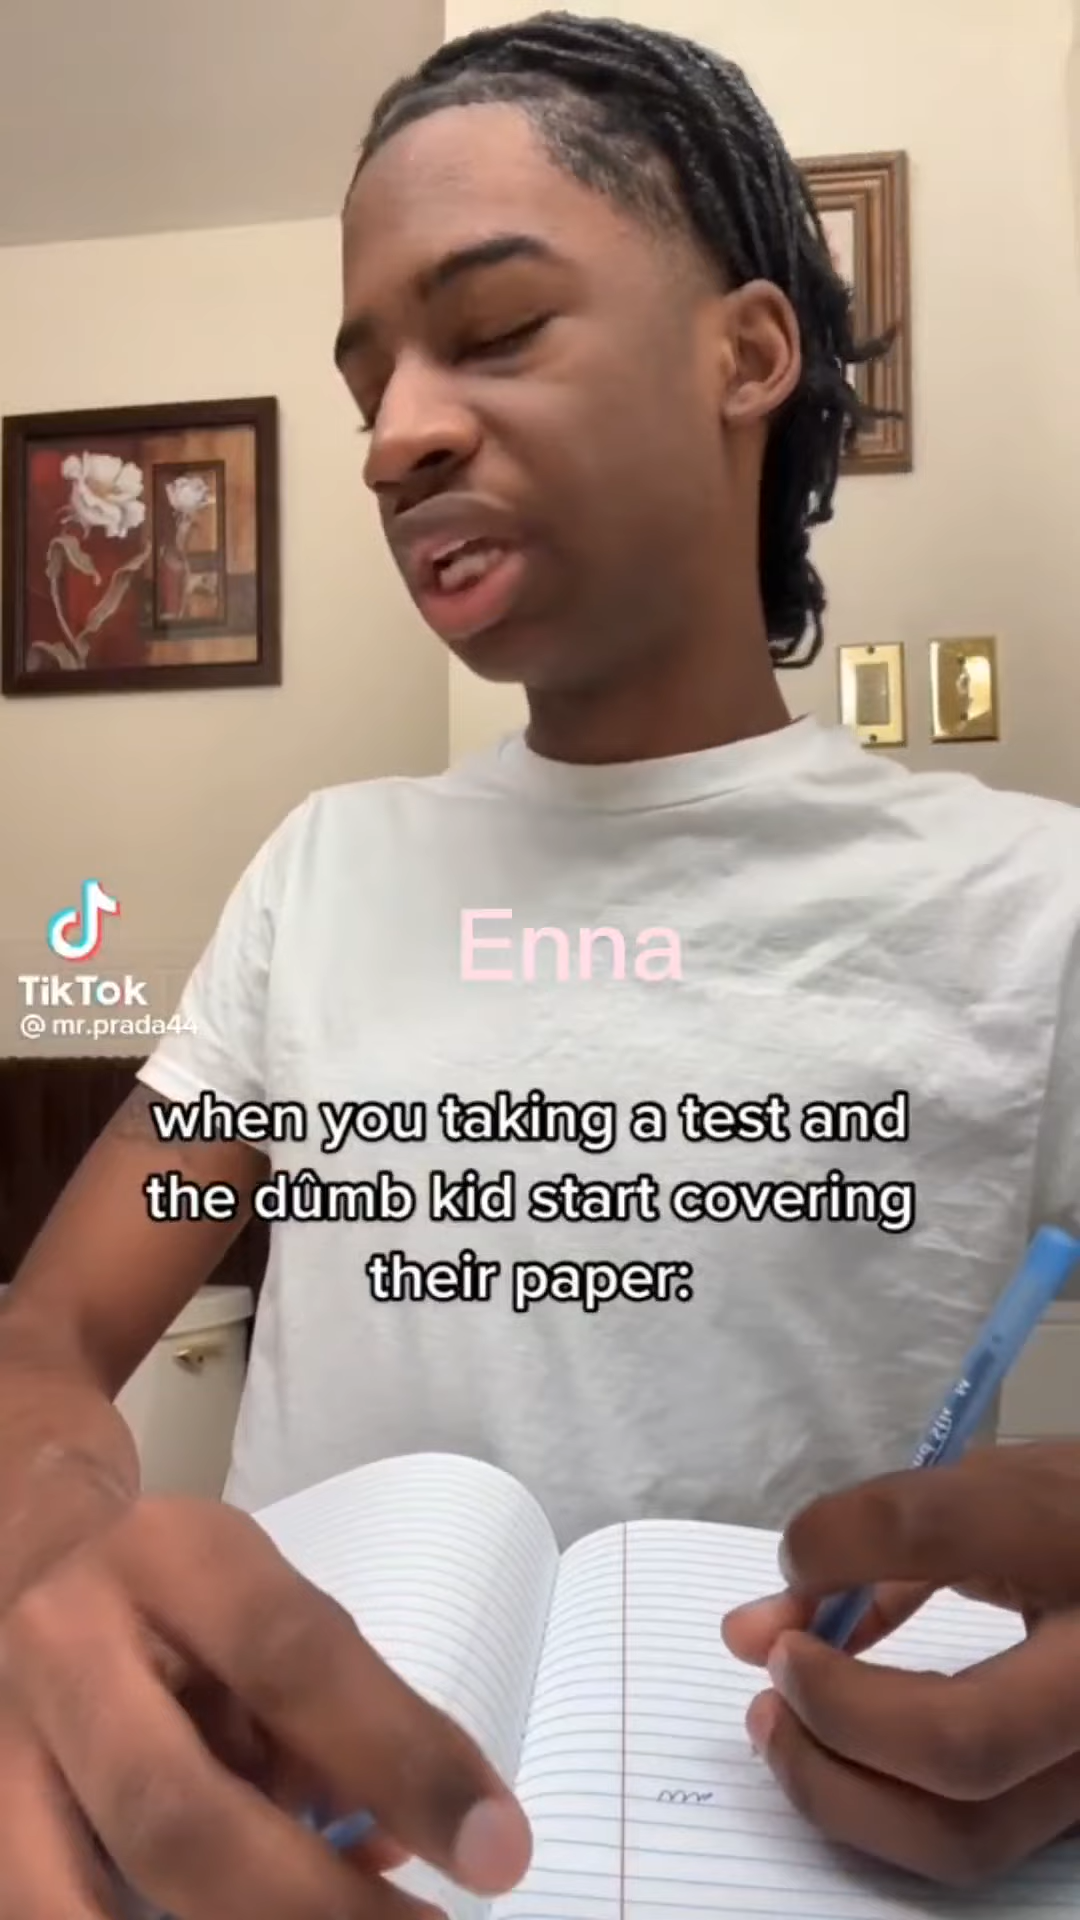 Enna
TikTok
@mr.prada44
when you taking a test and
the dûmb kid start covering
their paper: